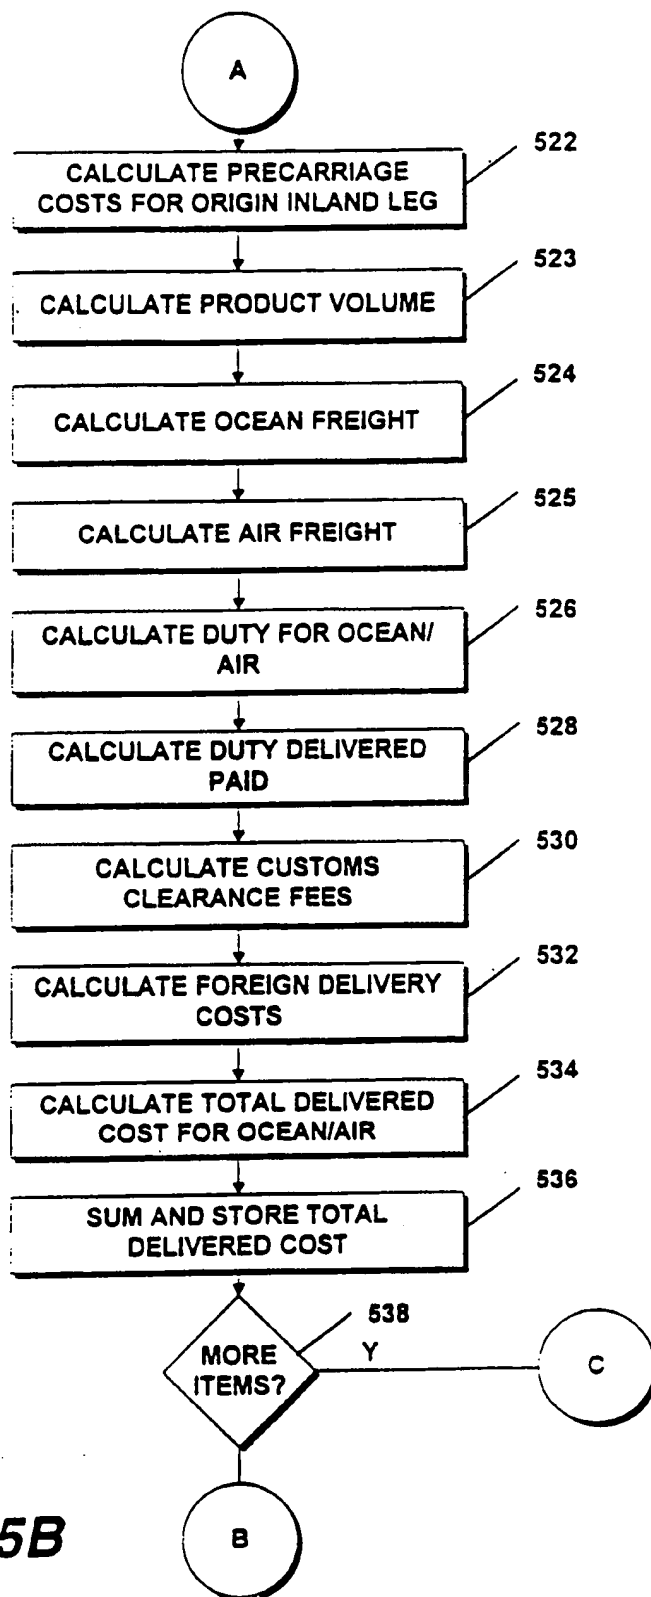 A
522
CALCULATE PRECARRIAGE
COSTS FOR ORIGIN INLAND LEG
523
CALCULATE PRODUCT VOLUME
524
CALCULATE OCEAN FREIGHT
525
CALCULATE AIR FREIGHT
526
CALCULATE DUTY FOR OCEAN/
AIR
528
CALCULATE DUTY DELIVERED
PAID
530
CALCULATE CUSTOMS
CLEARANCE FEES
532
CALCULATE FOREIGN DELIVERY
COSTS
534
CALCULATE TOTAL DELIVERED
COST FOR OCEAN/AIR
536
SUM AND STORE TOTAL
DELIVERED COST
538
MORE
ITEMS?
Y
C
B
5B